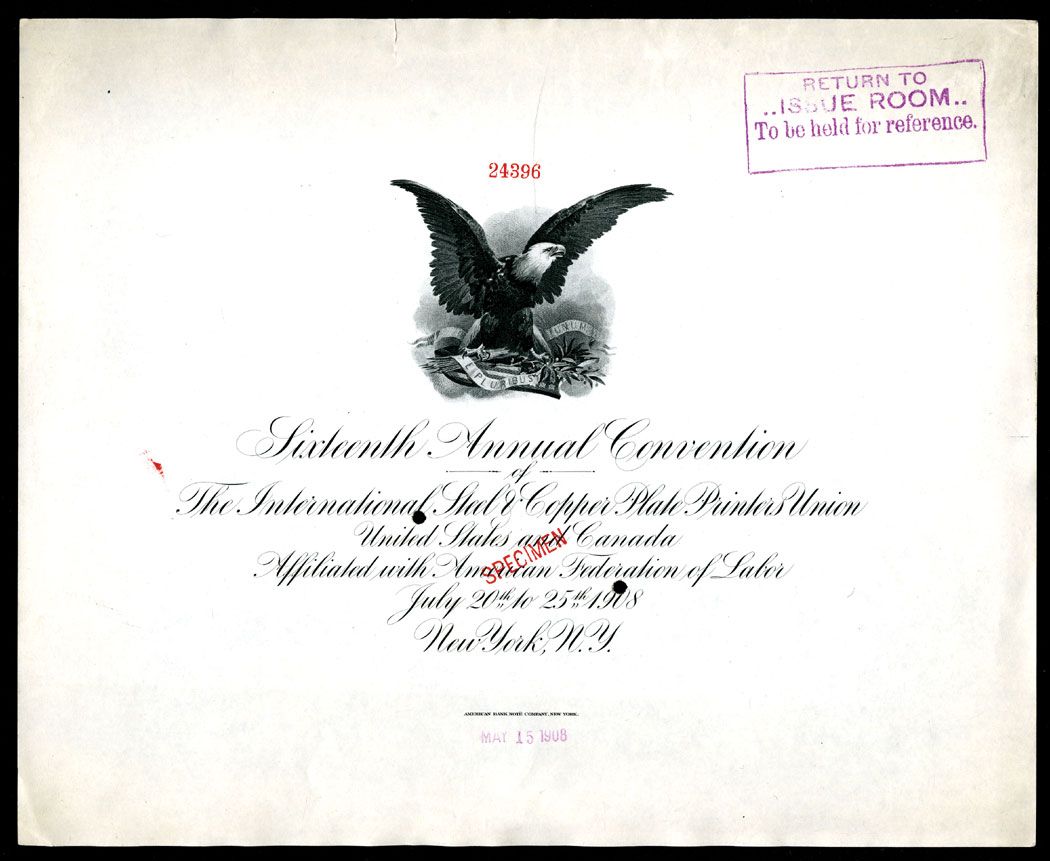 RETURN TO
..ISSUE ROOM..
To be held for reference.
24396
UNUM
E PLURIBUS
Sixteenth Annual Convention
of
The International Steel & Copper Plate Printers Union
United States and Canada
SPECIMEN
Affiliated with American Federation of Labor
July 20th to 25th 1908
New York, N.Y.
AMERICAN BANK NOTE COMPANY, NEW YORK.
MAY 15 1908